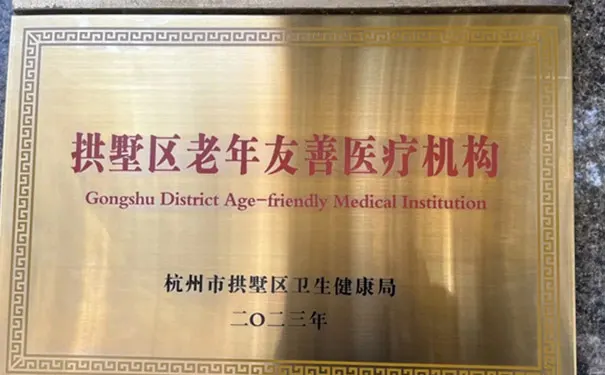 拱墅区老年友善医疗机构
Gongshu District Age-friendly Medical Institution
杭州市拱墅区卫生健康局
二〇二三年